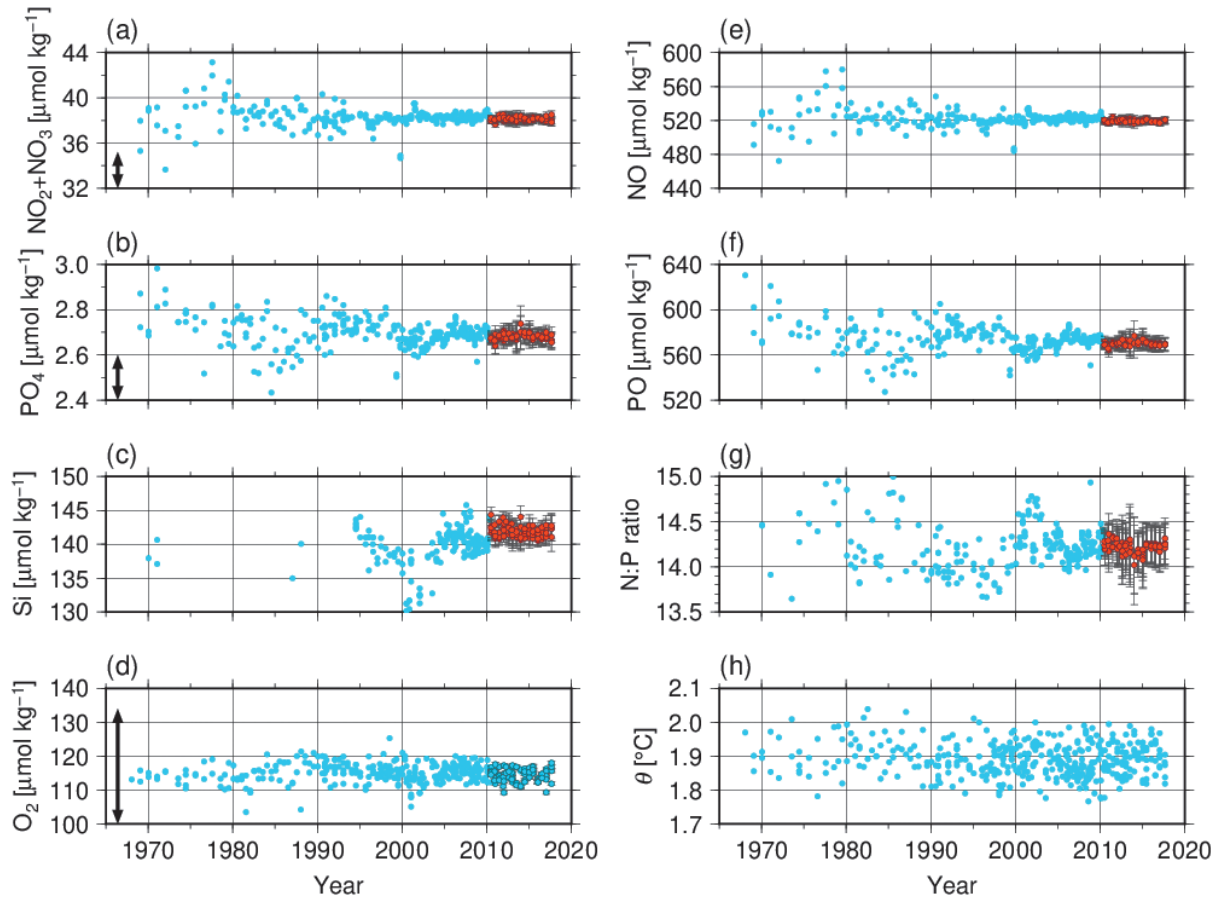 (a)
NO₂+NO₃ [μmol kg⁻¹]
44
40
36
32
(b)
PO₄ [μmol kg⁻¹]
3.0
2.8
2.6
2.4
(c)
Si [μmol kg⁻¹]
150
145
140
135
130
(d)
O₂ [μmol kg⁻¹]
140
130
120
110
100
1970 1980 1990 2000 2010 2020
Year
(e)
NO [μmol kg⁻¹]
600
560
520
480
440
(f)
PO [μmol kg⁻¹]
640
600
560
520
(g)
N:P ratio
15.0
14.5
14.0
13.5
(h)
θ [°C]
2.1
2.0
1.9
1.8
1.7
1970 1980 1990 2000 2010 2020
Year